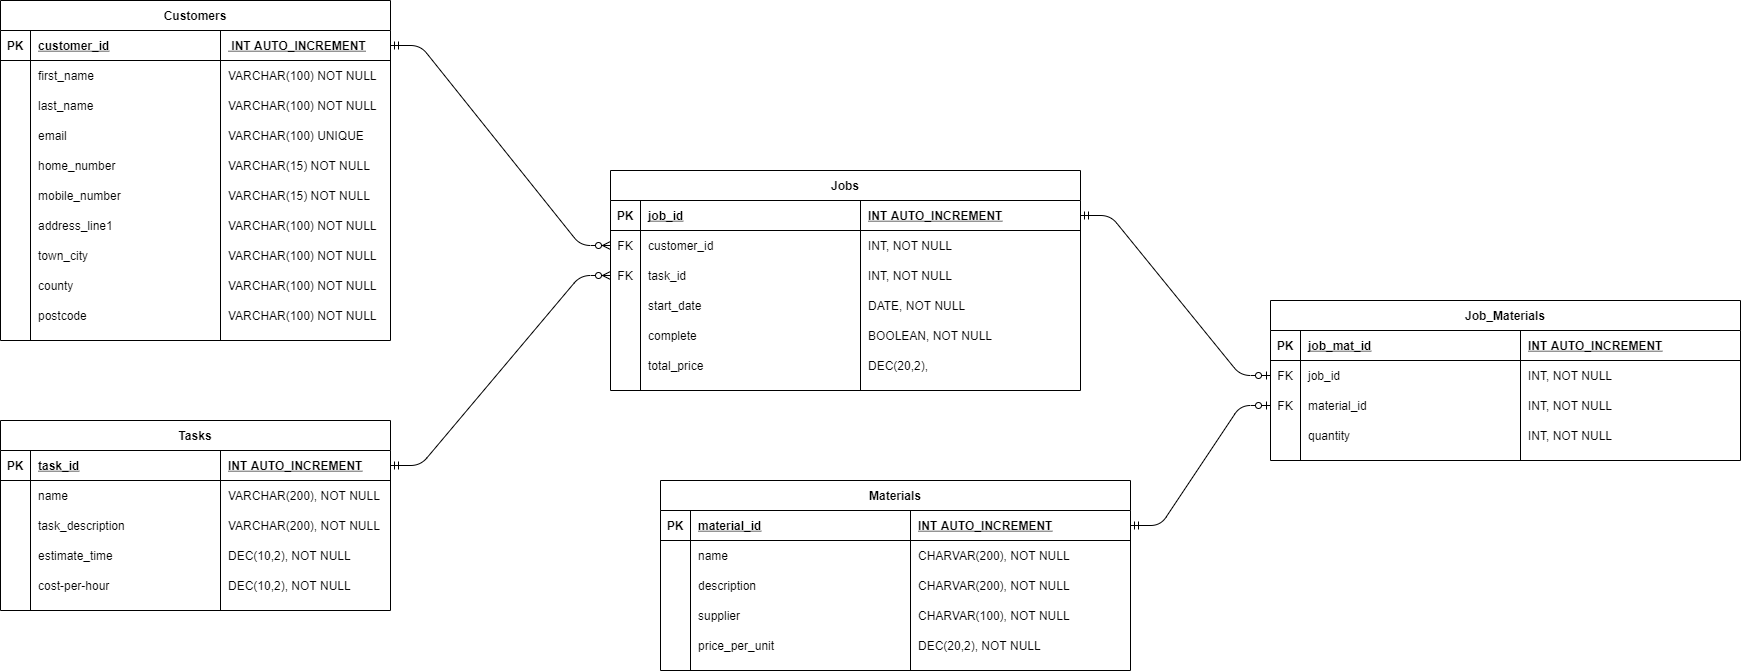 Customers
PK customer_id INT AUTO_INCREMENT
first_name VARCHAR(100) NOT NULL
last_name VARCHAR(100) NOT NULL
email VARCHAR(100) UNIQUE
home_number VARCHAR(15) NOT NULL
mobile_number VARCHAR(15) NOT NULL
address_line1 VARCHAR(100) NOT NULL
town_city VARCHAR(100) NOT NULL
county VARCHAR(100) NOT NULL
postcode VARCHAR(100) NOT NULL
Jobs
PK job_id INT AUTO_INCREMENT
FK customer_id INT, NOT NULL
FK task_id INT, NOT NULL
start_date DATE, NOT NULL
complete BOOLEAN, NOT NULL
total_price DEC(20,2),
Job_Materials
PK job_mat_id INT AUTO_INCREMENT
FK job_id INT, NOT NULL
FK material_id INT, NOT NULL
quantity INT, NOT NULL
Tasks
PK task_id INT AUTO_INCREMENT
name VARCHAR(200), NOT NULL
task_description VARCHAR(200), NOT NULL
estimate_time DEC(10,2), NOT NULL
cost-per-hour DEC(10,2), NOT NULL
Materials
PK material_id INT AUTO_INCREMENT
name CHARVAR(200), NOT NULL
description CHARVAR(200), NOT NULL
supplier CHARVAR(100), NOT NULL
price_per_unit DEC(20,2), NOT NULL